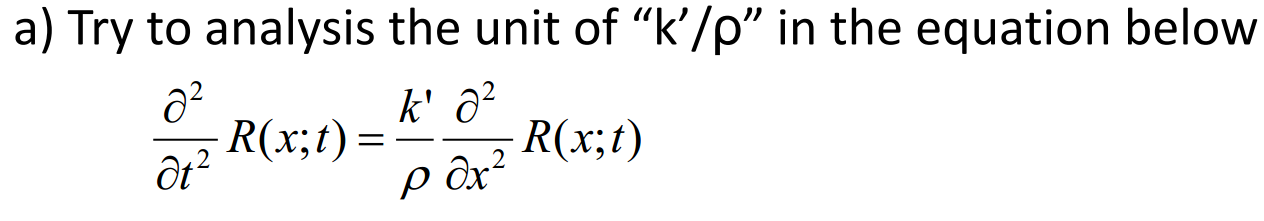 a) Try to analysis the unit of “k’/ρ” in the equation below
∂²/∂t² R(x;t) = k'/ρ ∂²/∂x² R(x;t)